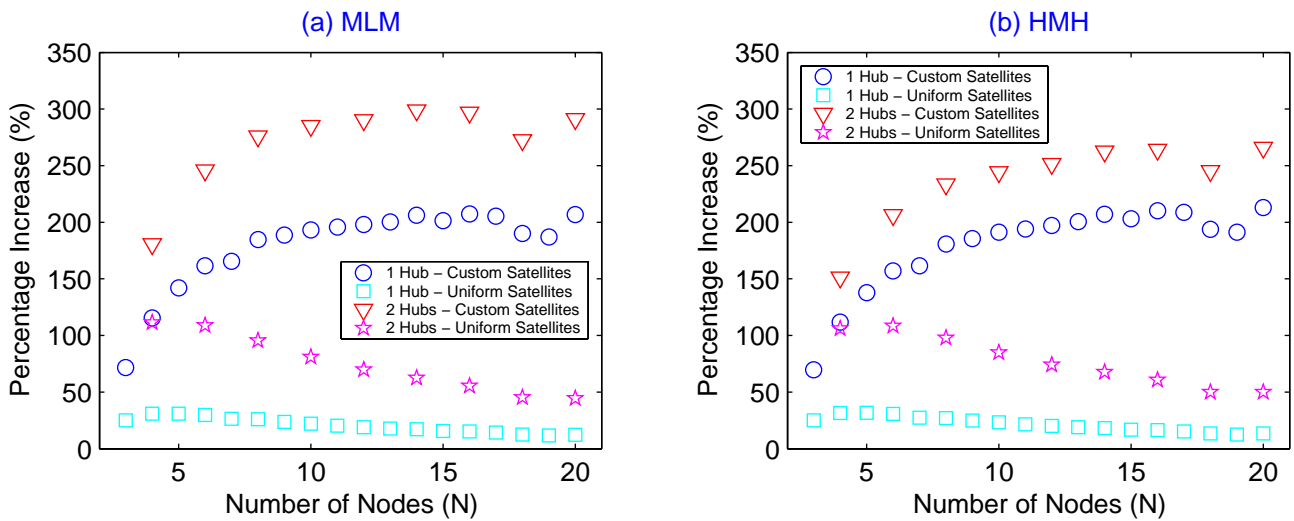 (a) MLM
350
300
250
200
150
100
50
0
Percentage Increase (%)
5
10
15
20
Number of Nodes (N)
1 Hub – Custom Satellites
1 Hub – Uniform Satellites
2 Hubs – Custom Satellites
2 Hubs – Uniform Satellites
(b) HMH
350
300
250
200
150
100
50
0
Percentage Increase (%)
5
10
15
20
Number of Nodes (N)
1 Hub – Custom Satellites
1 Hub – Uniform Satellites
2 Hubs – Custom Satellites
2 Hubs – Uniform Satellites